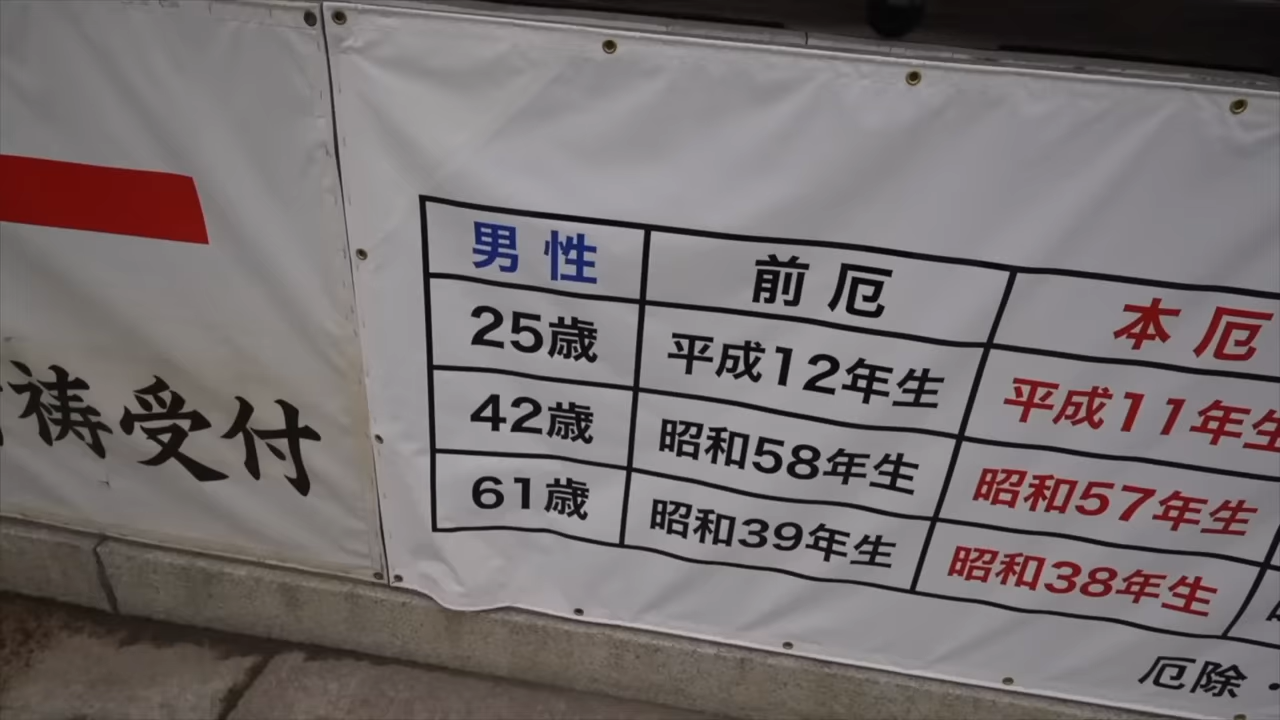 祷受付
男性 前厄 本厄
25歳 平成12年生 平成11年生
42歳 昭和58年生 昭和57年生
61歳 昭和39年生 昭和38年生
厄除・